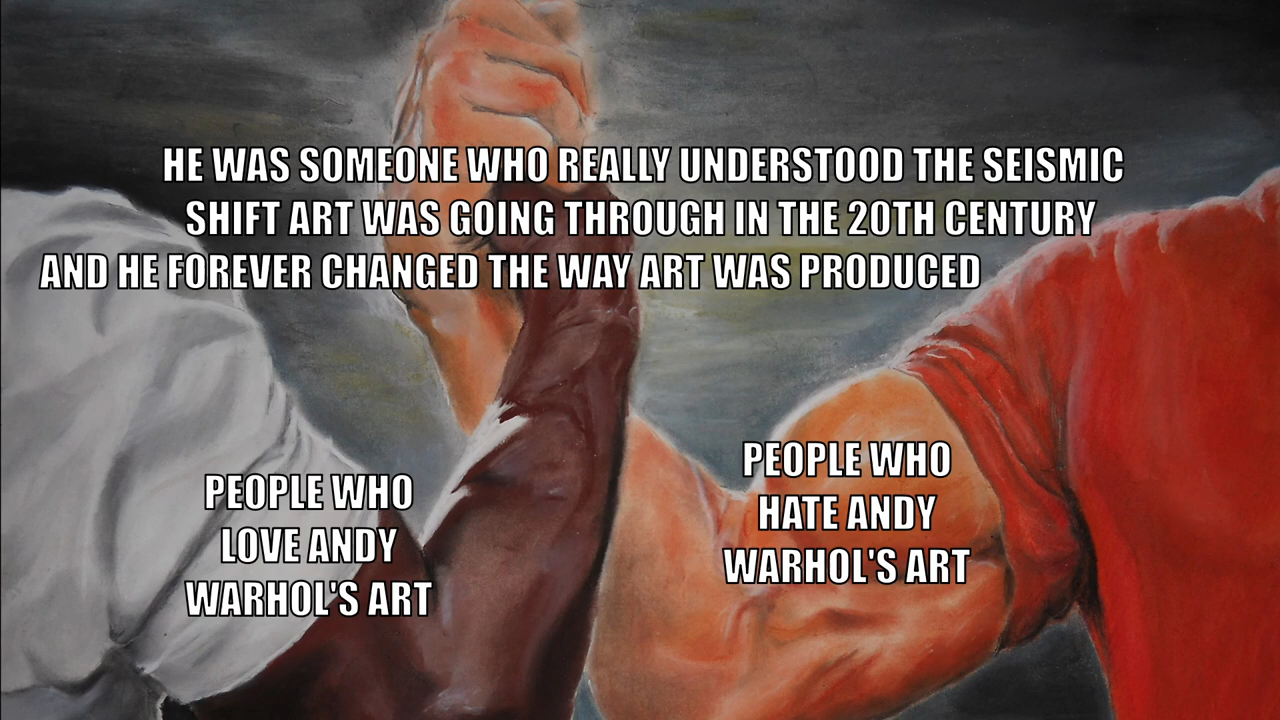 HE WAS SOMEONE WHO REALLY UNDERSTOOD THE SEISMIC
SHIFT ART WAS GOING THROUGH IN THE 20TH CENTURY
AND HE FOREVER CHANGED THE WAY ART WAS PRODUCED
PEOPLE WHO
LOVE ANDY
WARHOL'S ART
PEOPLE WHO
HATE ANDY
WARHOL'S ART